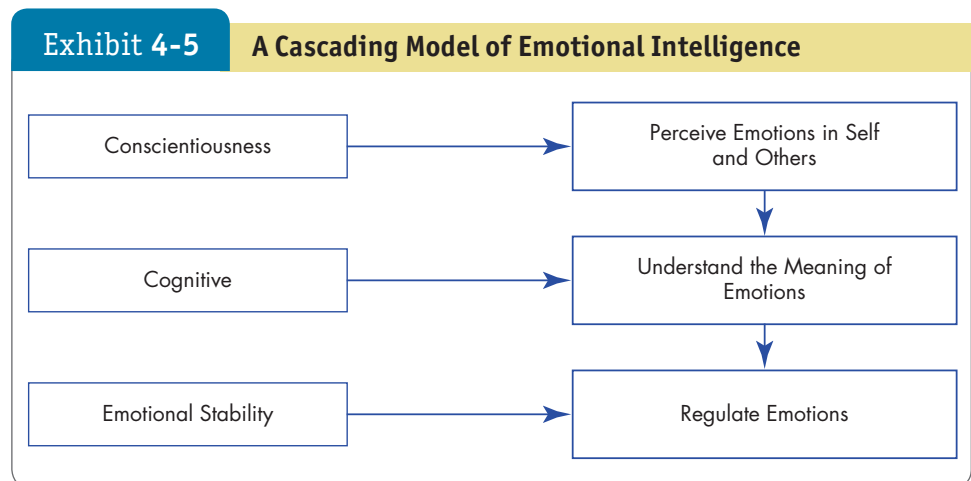 Exhibit 4-5
A Cascading Model of Emotional Intelligence
Conscientiousness
Perceive Emotions in Self
and Others
Cognitive
Understand the Meaning of
Emotions
Emotional Stability
Regulate Emotions